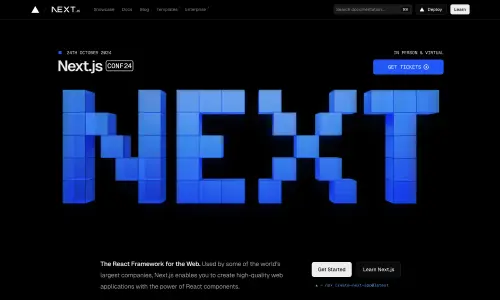 NEXT.JS Showcase Docs Blog Templates Enterprise Search documentation... ⌘K Deploy Learn
24TH OCTOBER 2024
IN PERSON & VIRTUAL
Next.js CONF24
GET TICKETS
NEXT
The React Framework for the Web. Used by some of the world's
largest companies, Next.js enables you to create high-quality web
applications with the power of React components.
Get Started
Learn Next.js
▲ ~ npx create-next-app@latest